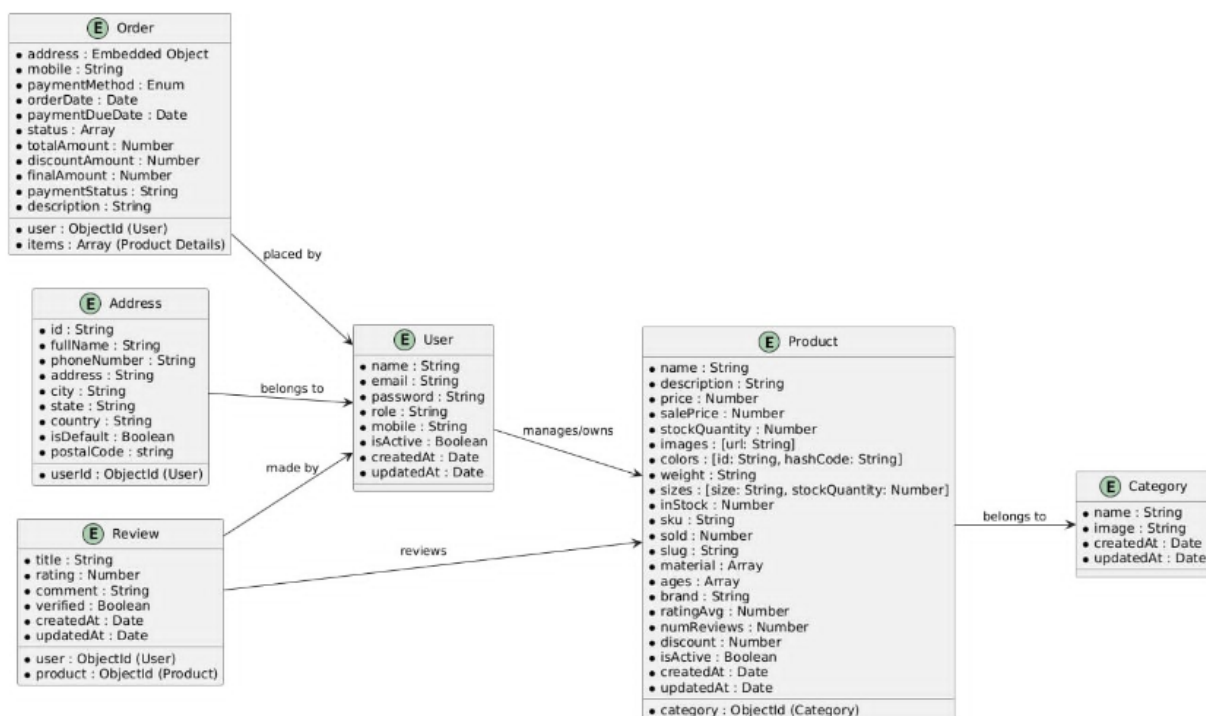 E Order
address : Embedded Object
mobile : String
paymentMethod : Enum
orderDate : Date
paymentDueDate : Date
status : Array
totalAmount : Number
discountAmount : Number
finalAmount : Number
paymentStatus : String
description : String
user : ObjectId (User)
items : Array (Product Details)
placed by
E Address
id : String
fullName : String
phoneNumber : String
address : String
city : String
state : String
country : String
isDefault : Boolean
postalCode : string
userId : ObjectId (User)
belongs to
made by
E Review
title : String
rating : Number
comment : String
verified : Boolean
createdAt : Date
updatedAt : Date
user : ObjectId (User)
product : ObjectId (Product)
reviews
E User
name : String
email : String
password : String
role : String
mobile : String
isActive : Boolean
createdAt : Date
updatedAt : Date
manages/owns
E Product
name : String
description : String
price : Number
salePrice : Number
stockQuantity : Number
images : [url: String]
colors : [id: String, hashCode: String]
weight : String
sizes : [size: String, stockQuantity: Number]
inStock : Number
sku : String
sold : Number
slug : String
material : Array
ages : Array
brand : String
ratingAvg : Number
numReviews : Number
discount : Number
isActive : Boolean
createdAt : Date
updatedAt : Date
category : ObjectId (Category)
belongs to
E Category
name : String
image : String
createdAt : Date
updatedAt : Date